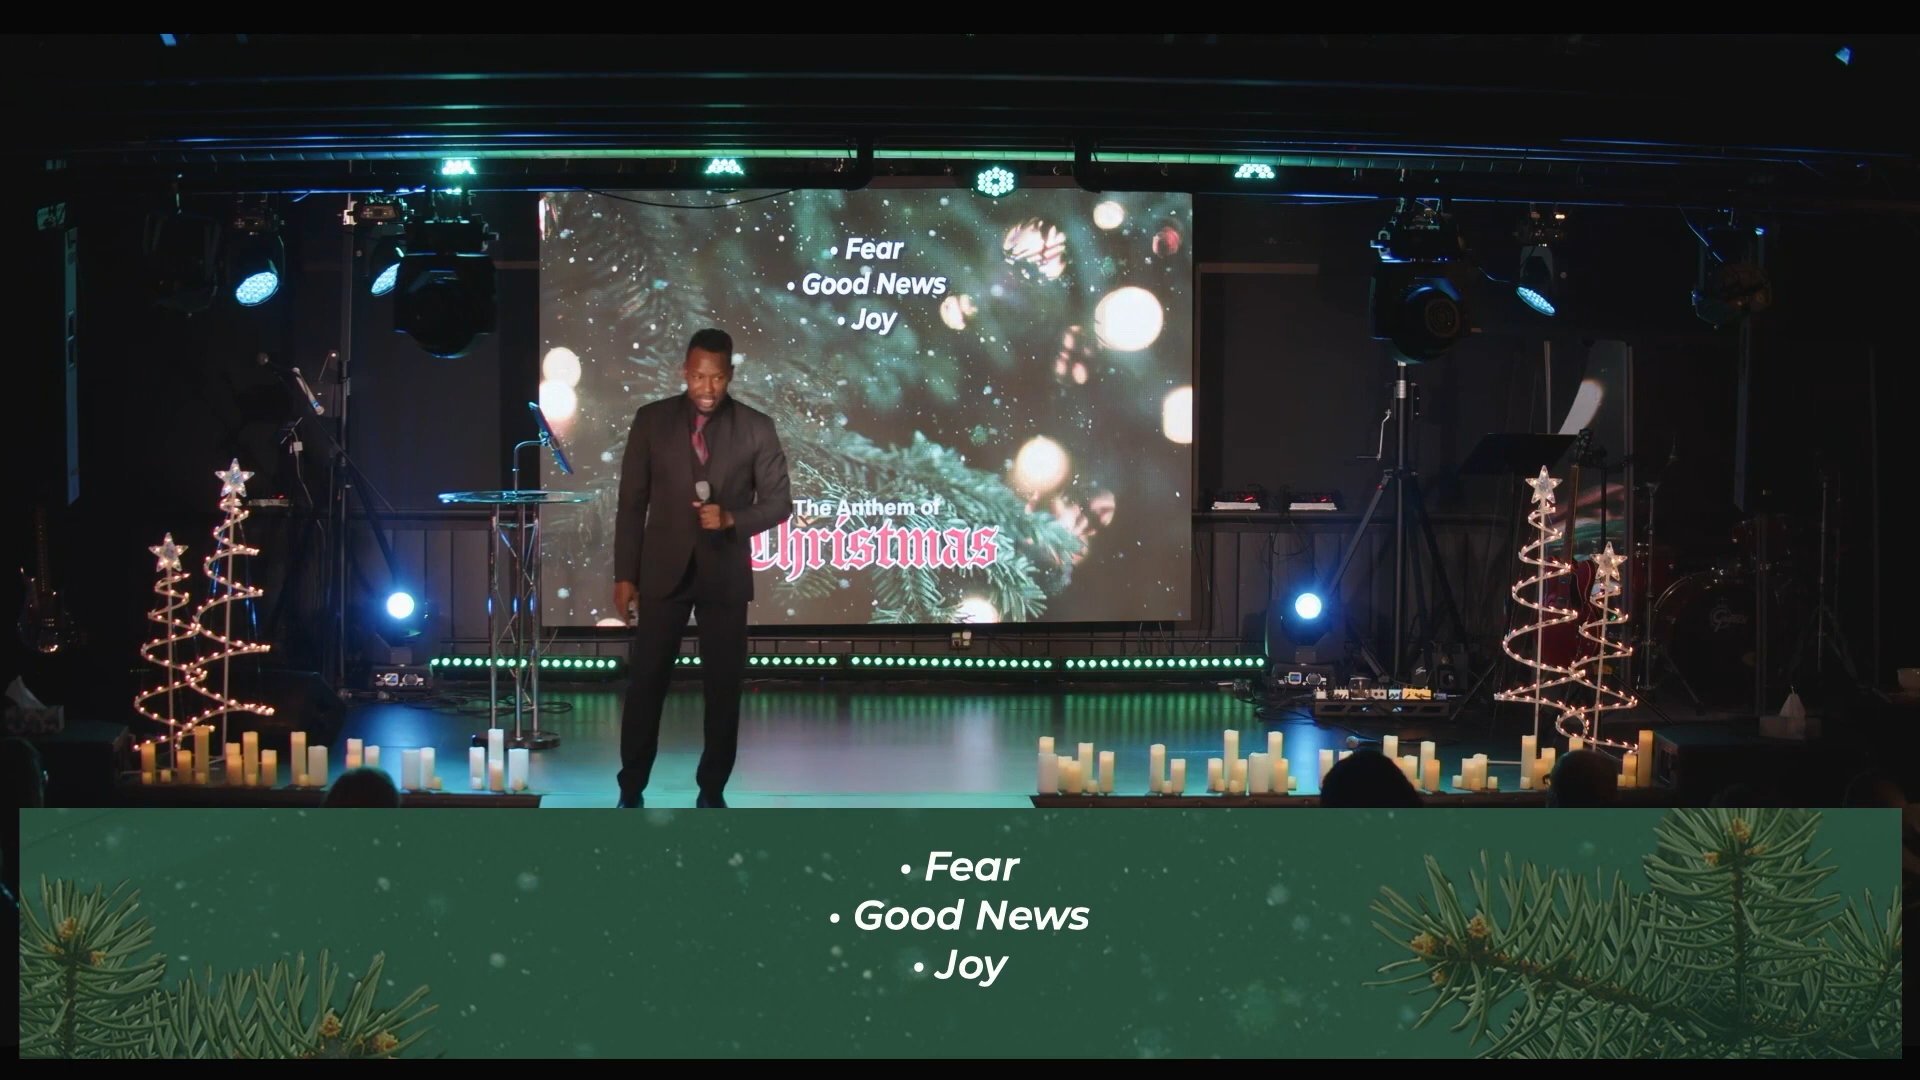 • Fear
• Good News
• Joy
The Anthem of
Christmas
• Fear
• Good News
• Joy